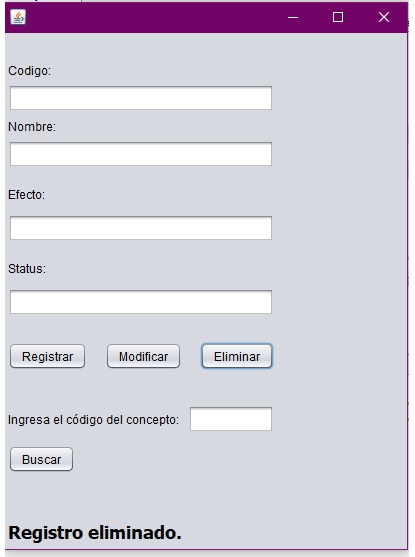 Codigo:
Nombre:
Efecto:
Status:
Registrar Modificar Eliminar
Ingresa el código del concepto:
Buscar
Registro eliminado.